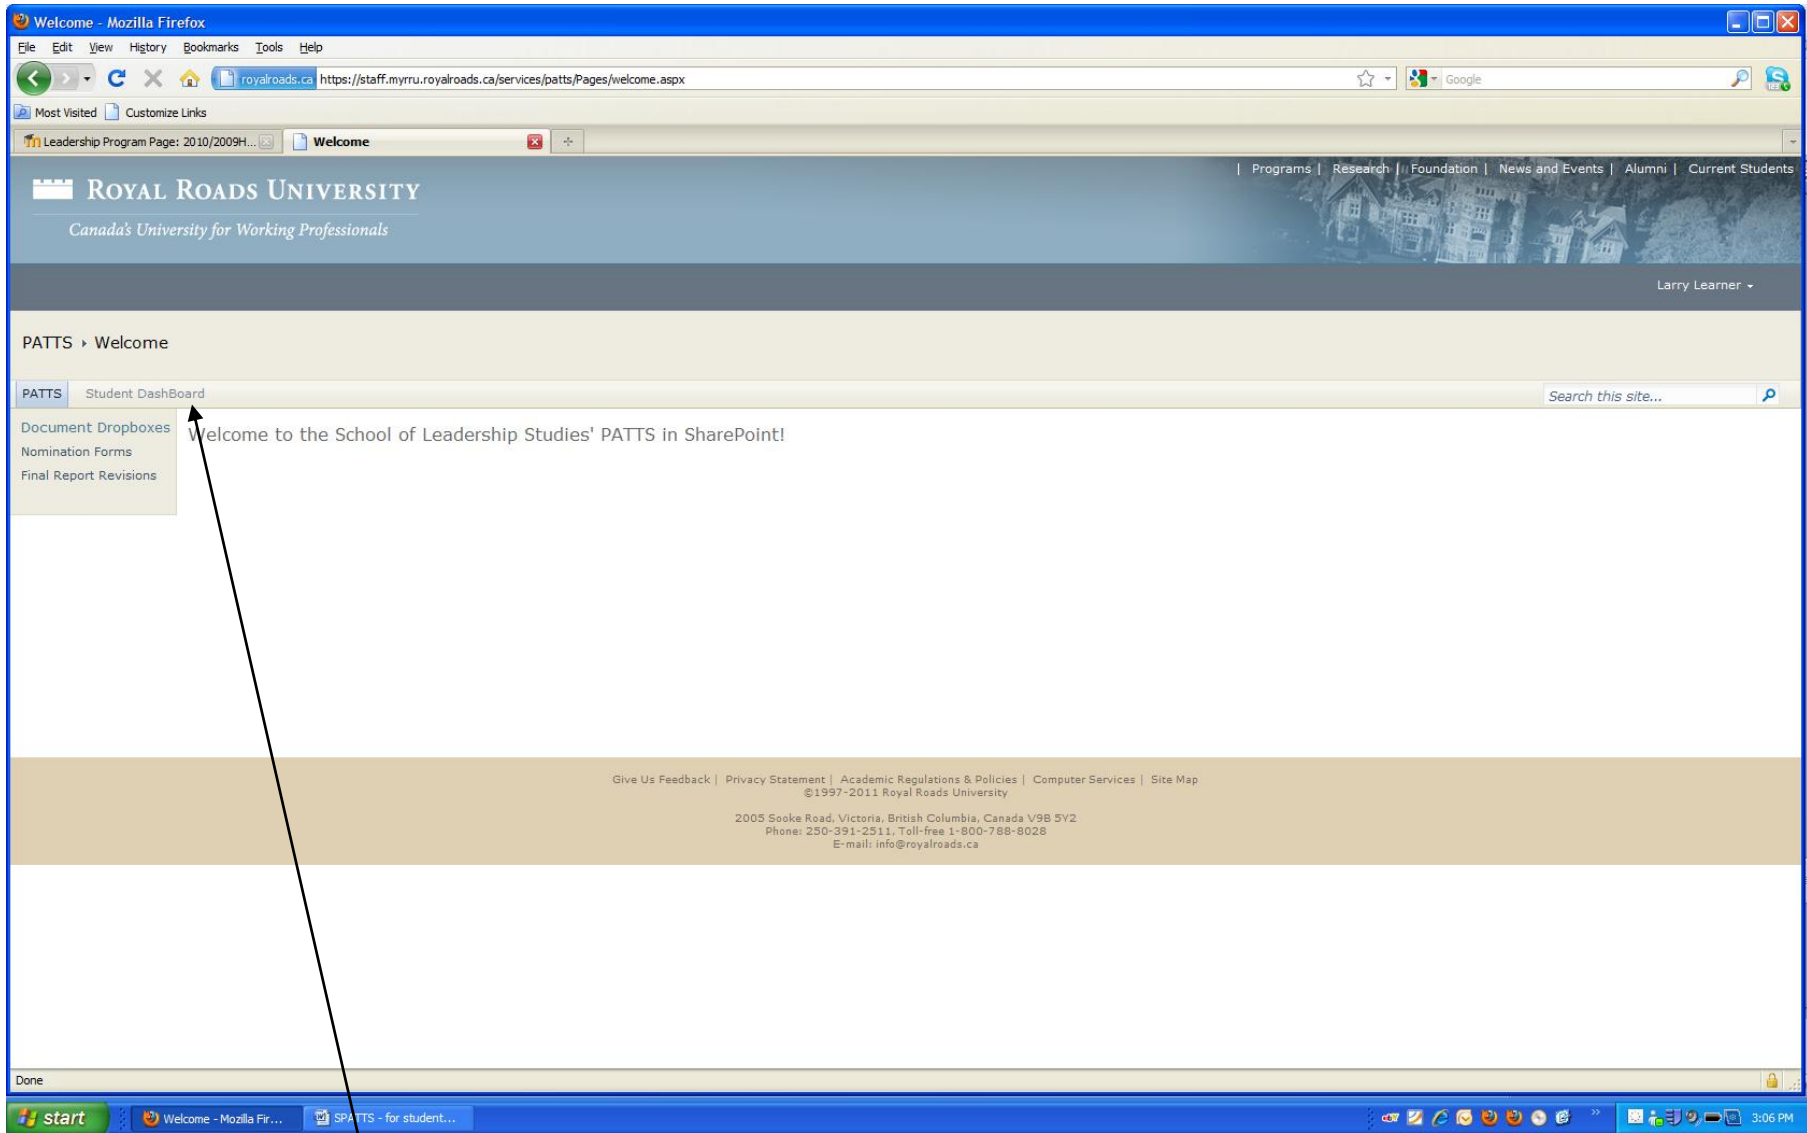 Welcome - Mozilla Firefox
File Edit View History Bookmarks Tools Help
royalroads.ca https://staff.myrru.royalroads.ca/services/patts/Pages/welcome.aspx Google
Most Visited Customize Links
Leadership Program Page: 2010/2009H... Welcome
| Programs | Research | Foundation | News and Events | Alumni | Current Students
ROYAL ROADS UNIVERSITY
Canada's University for Working Professionals
Larry Learner
PATTS Welcome
PATTS Student DashBoard Search this site...
Document Dropboxes
Welcome to the School of Leadership Studies' PATTS in SharePoint!
Nomination Forms
Final Report Revisions
Give Us Feedback | Privacy Statement | Academic Regulations & Policies | Computer Services | Site Map
©1997-2011 Royal Roads University
2005 Sooke Road, Victoria, British Columbia, Canada V9B 5Y2
Phone: 250-391-2511, Toll-free 1-800-788-8028
E-mail: info@royalroads.ca
Done
start Welcome - Mozilla Fir... SPATTS - for student... 3:06 PM